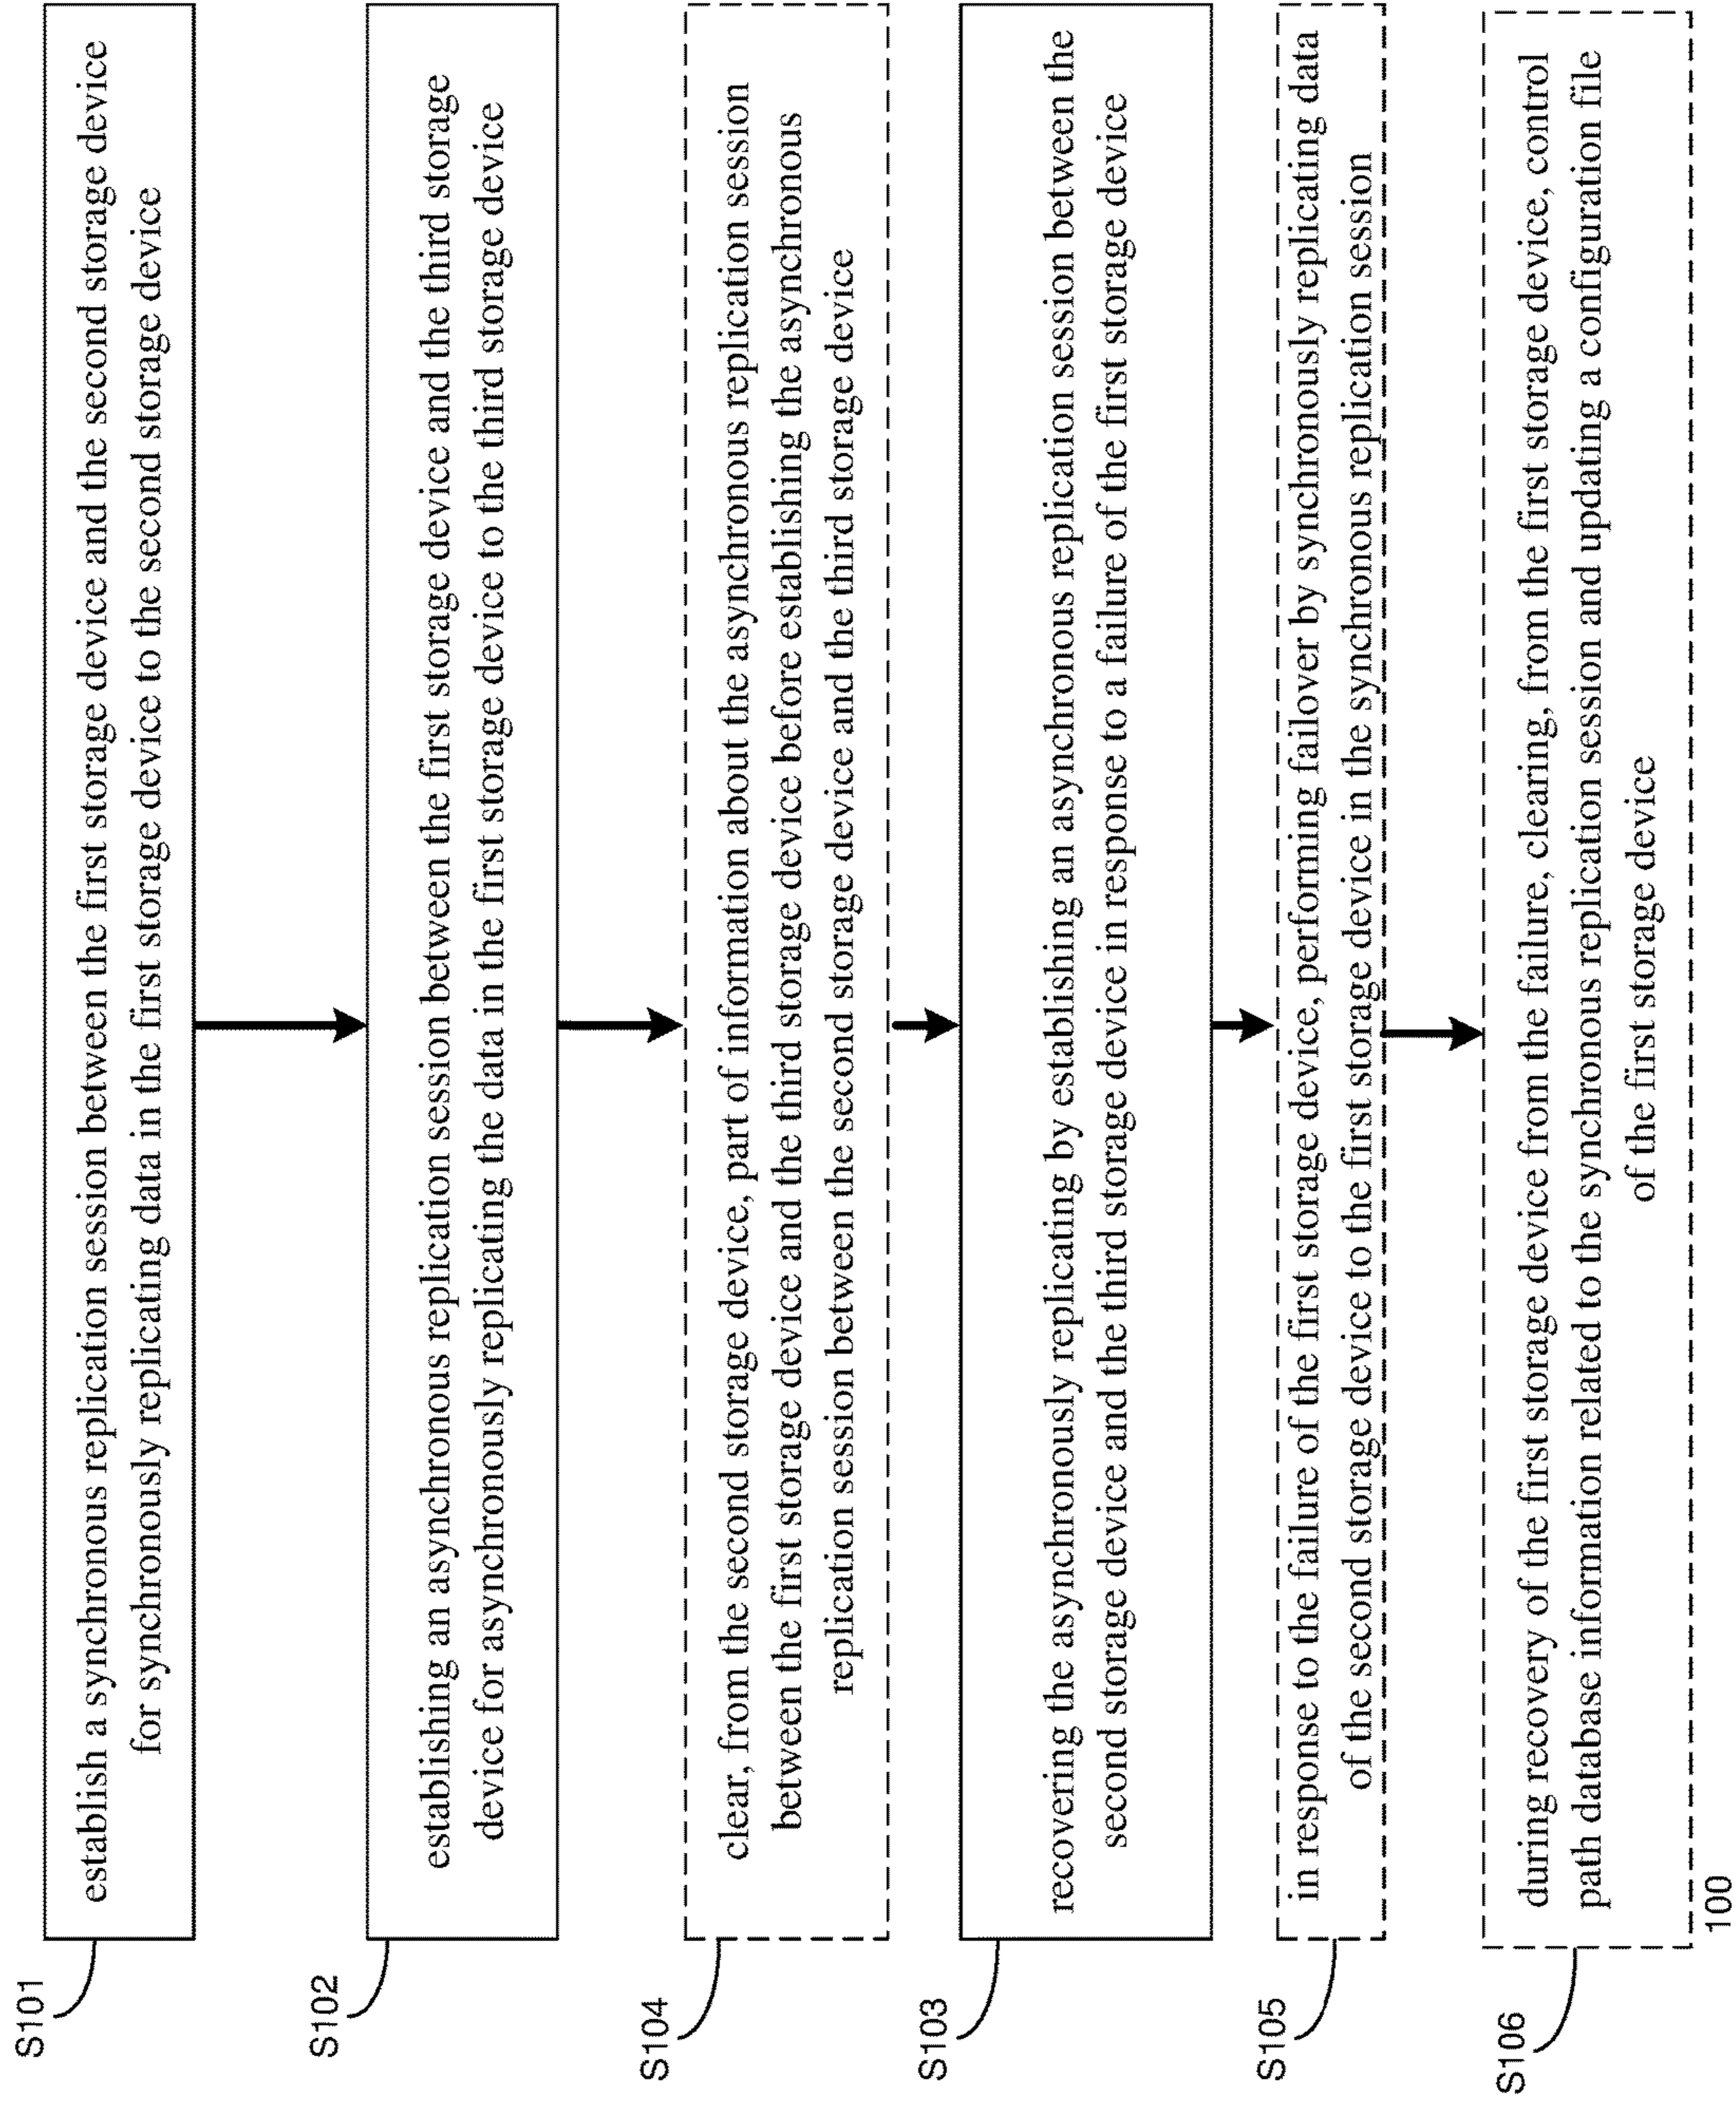 S101
establish a synchronous replication session between the first storage device and the second storage device
for synchronously replicating data in the first storage device to the second storage device
S102
establishing an asynchronous replication session between the first storage device and the third storage
device for asynchronously replicating the data in the first storage device to the third storage device
S104
clear, from the second storage device, part of information about the asynchronous replication session
between the first storage device and the third storage device before establishing the asynchronous
replication session between the second storage device and the third storage device
S103
recovering the asynchronously replicating by establishing an asynchronous replication session between the
second storage device and the third storage device in response to a failure of the first storage device
S105
in response to the failure of the first storage device, performing failover by synchronously replicating data
of the second storage device to the first storage device in the synchronous replication session
S106
during recovery of the first storage device from the failure, clearing, from the first storage device, control
path database information related to the synchronous replication session and updating a configuration file
of the first storage device
100